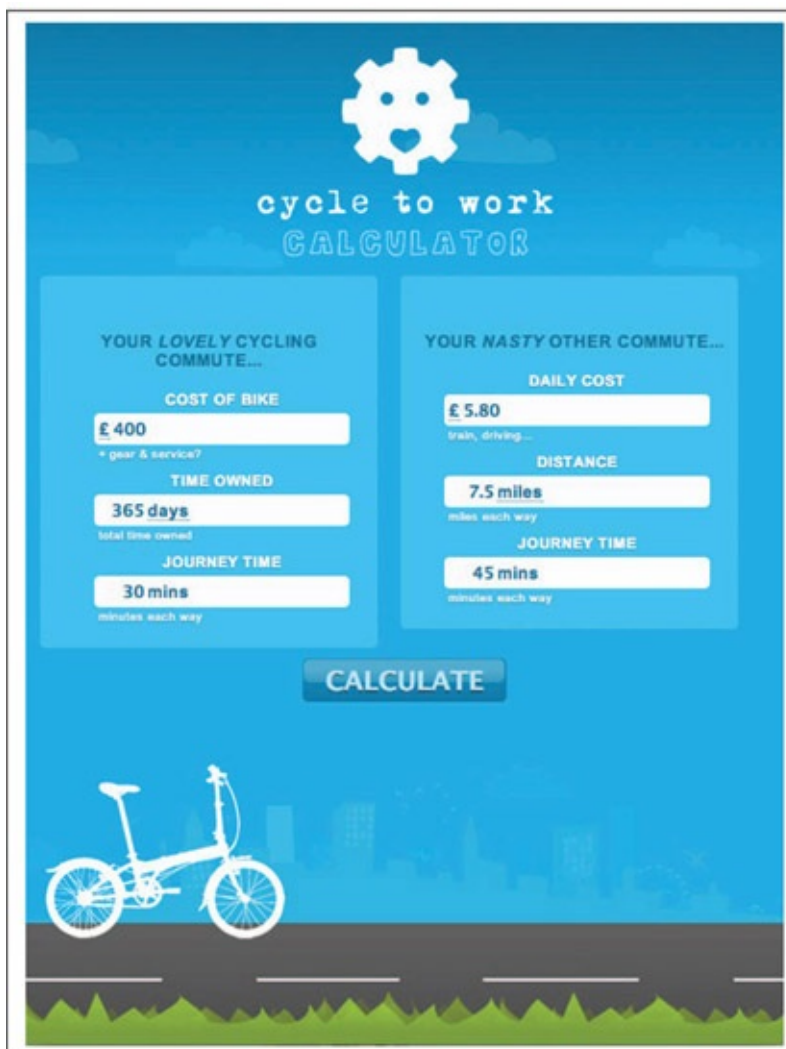 cycle to work
CALCULATOR
YOUR LOVELY CYCLING
COMMUTE...
COST OF BIKE
£ 400
+ gear & service?
TIME OWNED
365 days
total time owned
JOURNEY TIME
30 mins
minutes each way
YOUR NASTY OTHER COMMUTE...
DAILY COST
£ 5.80
train, driving...
DISTANCE
7.5 miles
miles each way
JOURNEY TIME
45 mins
minutes each way
CALCULATE